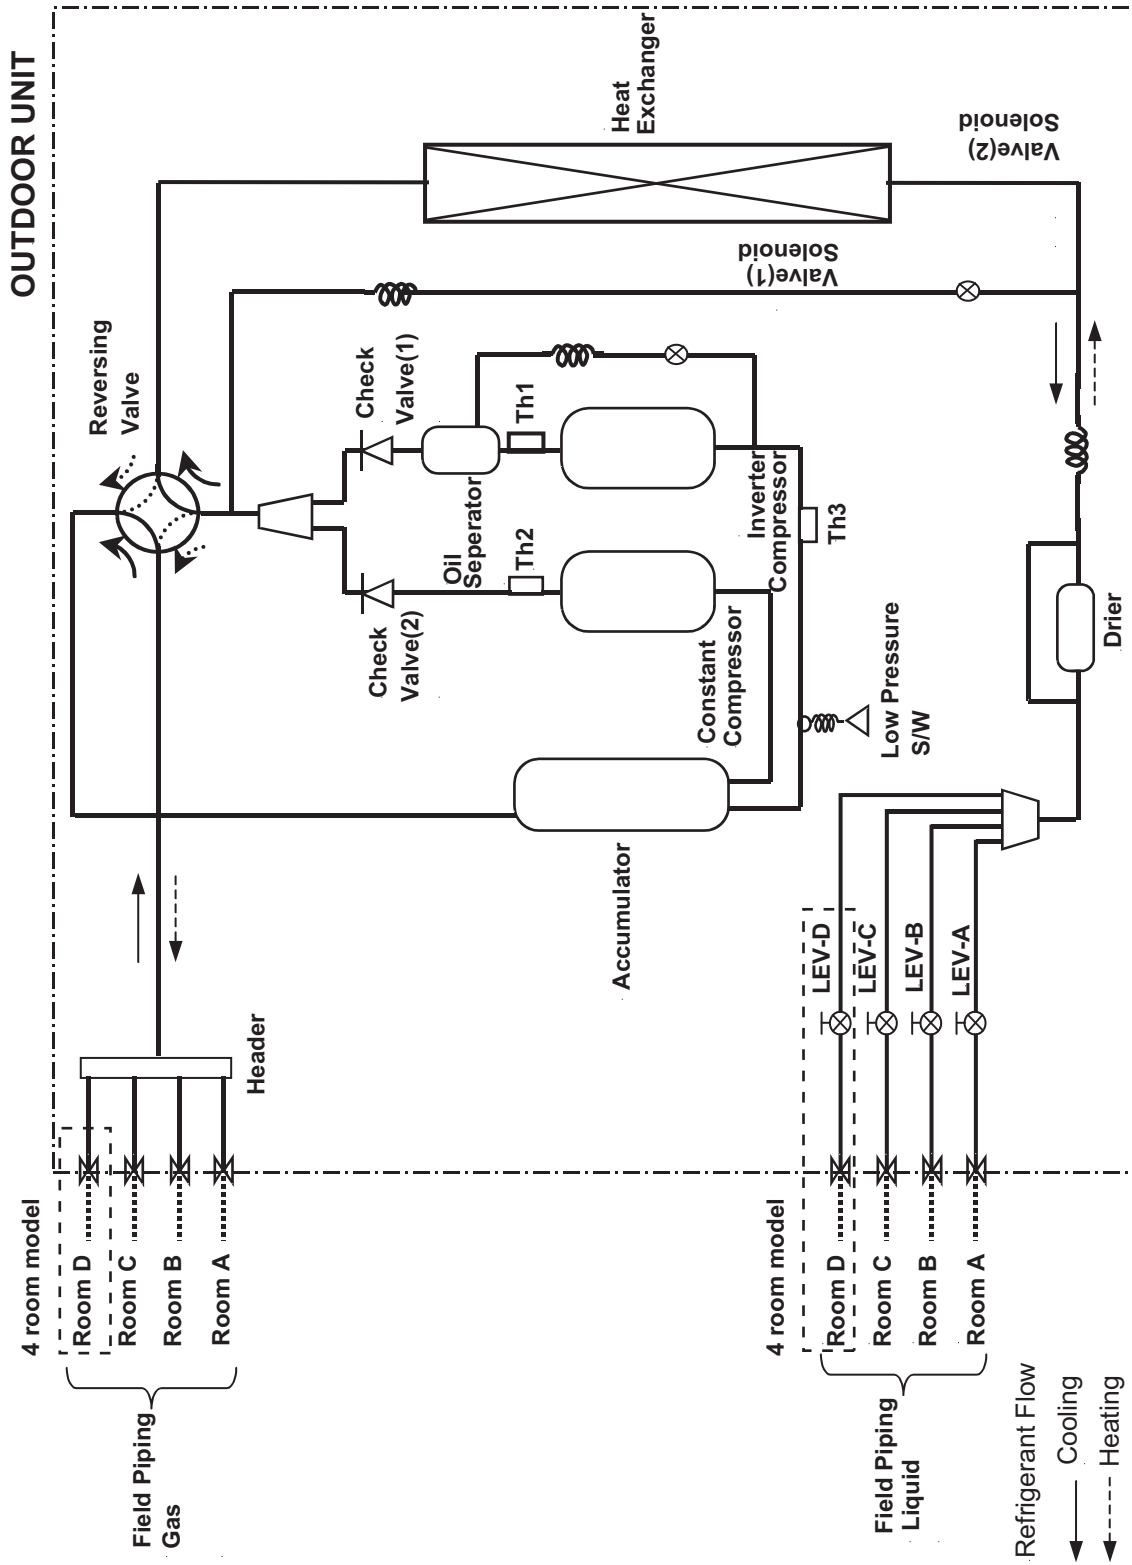 OUTDOOR UNIT
Reversing
Valve
Heat
Exchanger
Solenoid
Valve(2)
Solenoid
Valve(1)
Check
Valve(1)
Th1
Oil
Seperator
Th2
Check
Valve(2)
Inverter
Compressor
Th3
Constant
Compressor
Low Pressure
S/W
Drier
Accumulator
Header
LEV-D
LEV-C
LEV-B
LEV-A
4 room model
Room D
Room C
Room B
Room A
Field Piping
Gas
4 room model
Room D
Room C
Room B
Room A
Field Piping
Liquid
Refrigerant Flow
Cooling
Heating